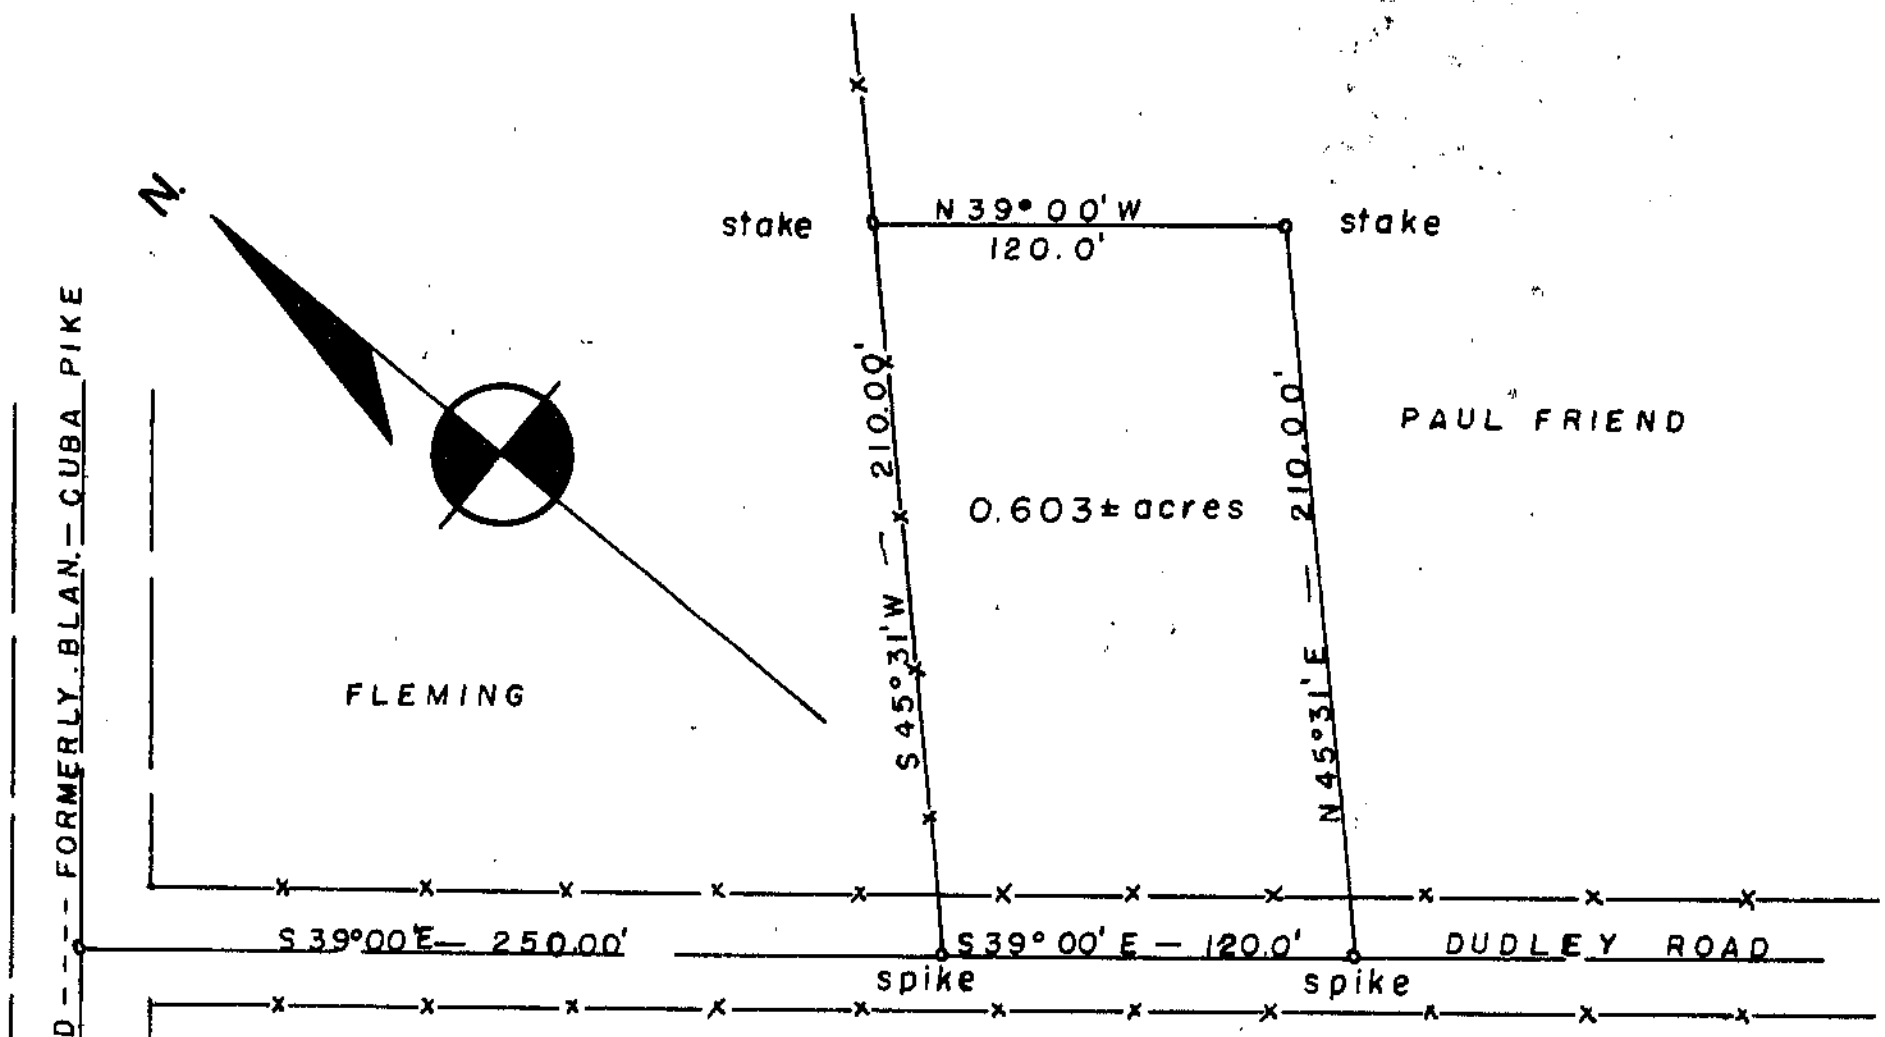 N.
stake
N 39° 00' W
120.0'
stake
D--- FORMERLY BLAN.-CUBA PIKE
S 45°31' W — 210.00'
N 45°31' E — 210.00'
PAUL FRIEND
0.603± acres
FLEMING
S 39°00'E— 250.00'
S 39° 00' E — 120.0'
DUDLEY ROAD
spike
spike